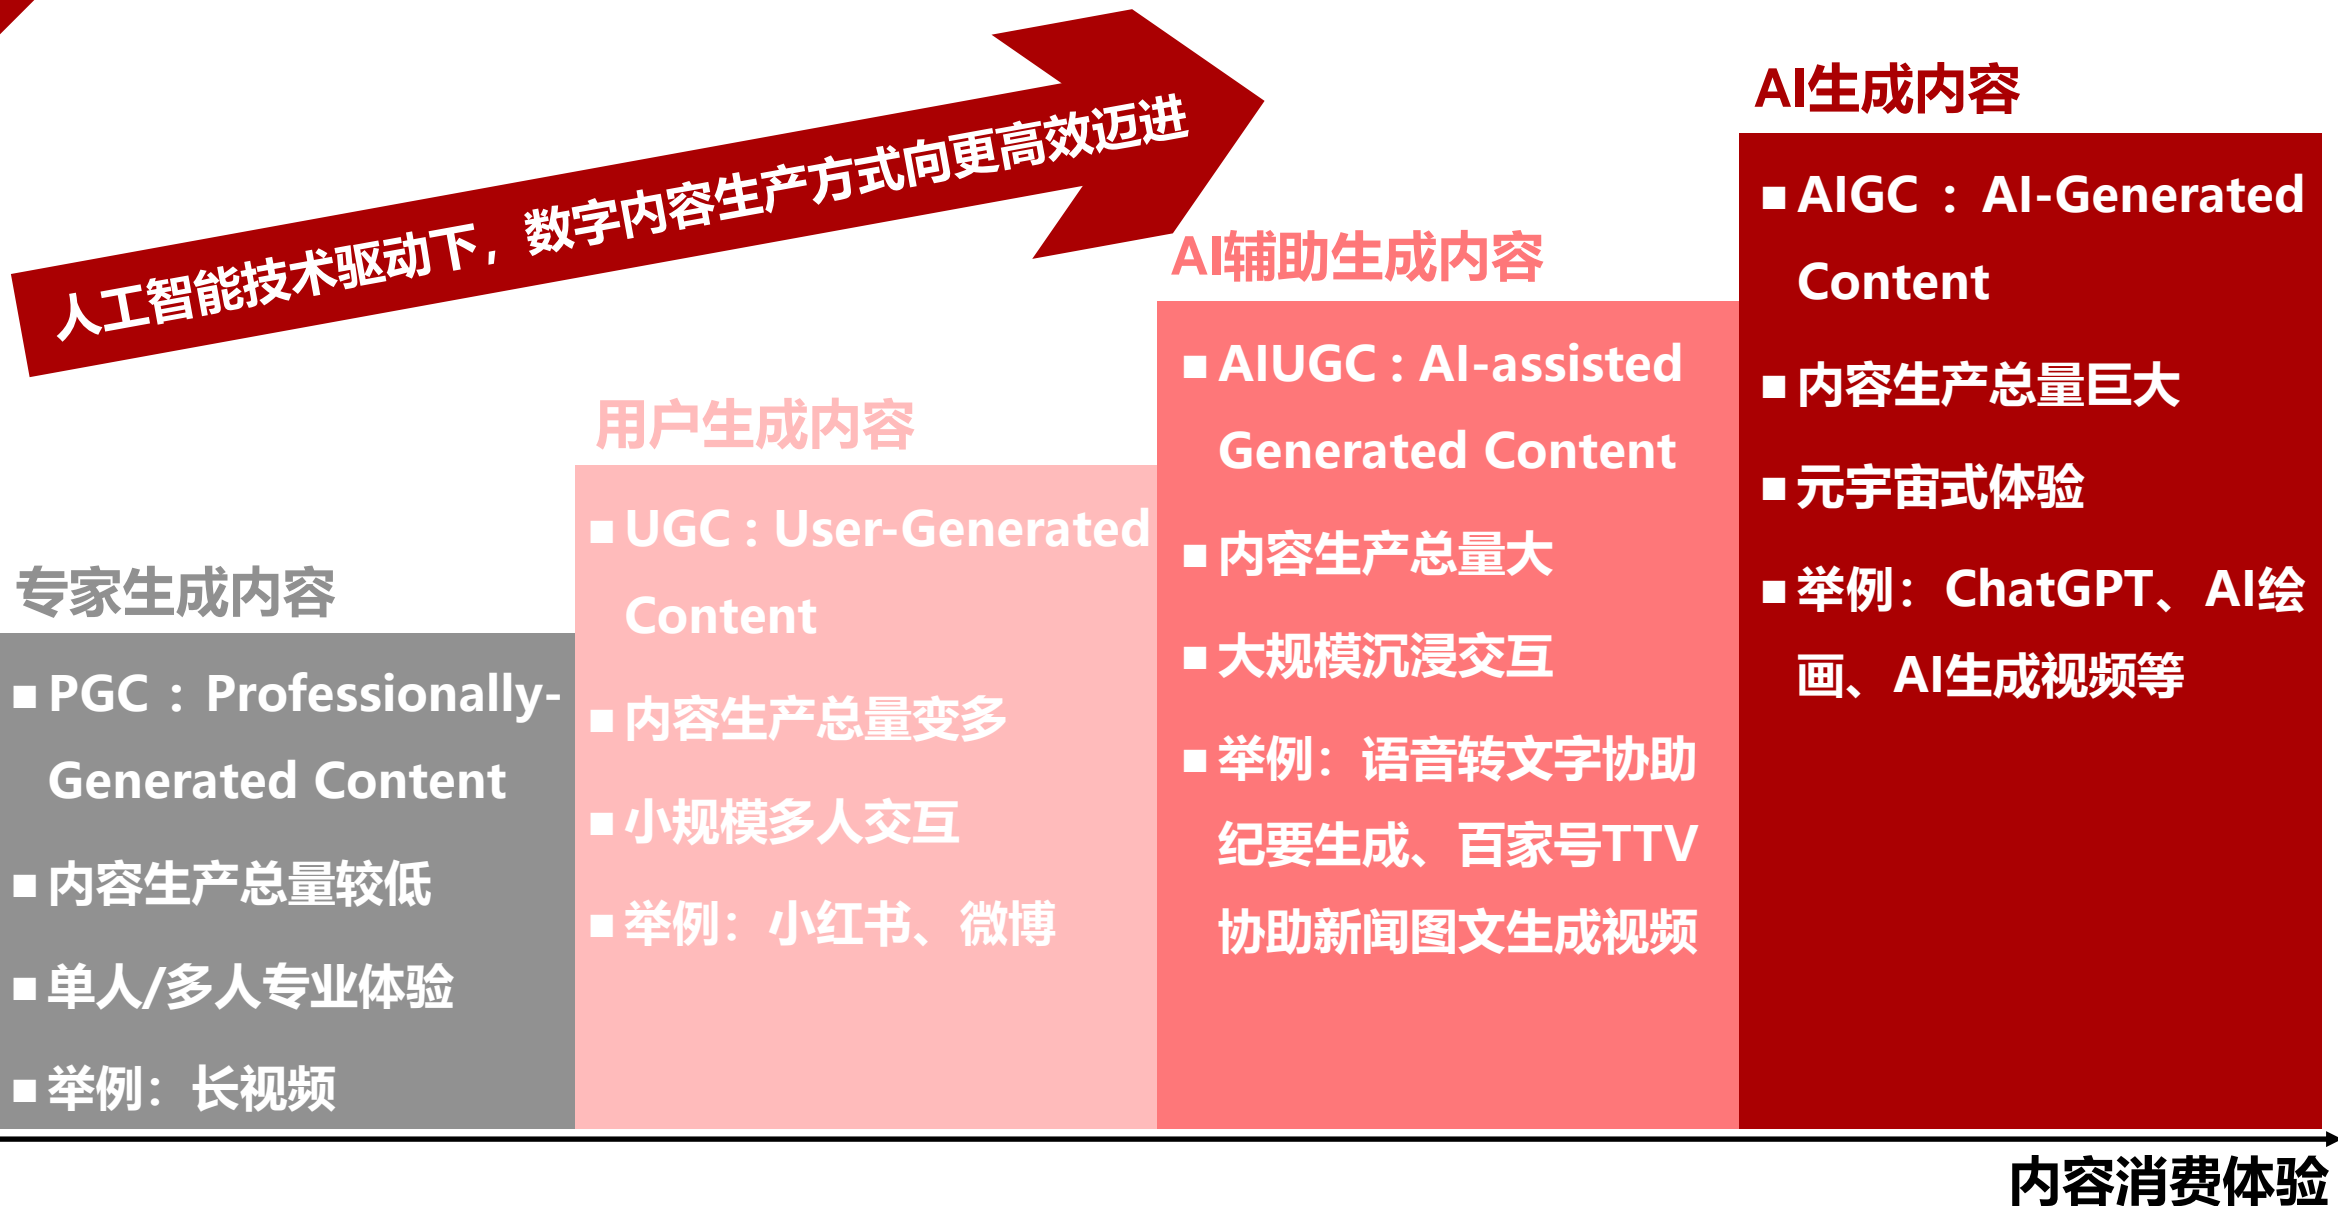 人工智能技术驱动下，数字内容生产方式向更高效迈进
专家生成内容
■ PGC：Professionally-
Generated Content
■ 内容生产总量较低
■ 单人/多人专业体验
■ 举例：长视频
用户生成内容
■ UGC：User-Generated
Content
■ 内容生产总量变多
■ 小规模多人交互
■ 举例：小红书、微博
AI辅助生成内容
■ AIUGC：AI-assisted
Generated Content
■ 内容生产总量大
■ 大规模沉浸交互
■ 举例：语音转文字协助
纪要生成、百家号TTV
协助新闻图文生成视频
AI生成内容
■ AIGC：AI-Generated
Content
■ 内容生产总量巨大
■ 元宇宙式体验
■ 举例：ChatGPT、AI绘
画、AI生成视频等
内容消费体验